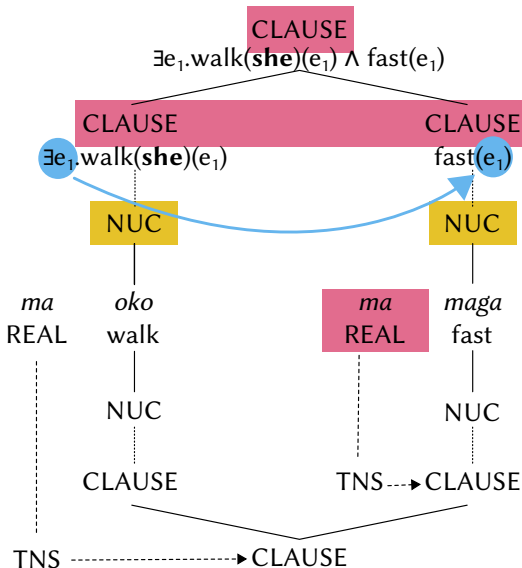 CLAUSE
∃e₁.walk(she)(e₁) ∧ fast(e₁)
CLAUSE CLAUSE
∃e₁.walk(she)(e₁) fast(e₁)
NUC NUC
ma oko ma maga
REAL walk REAL fast
NUC NUC
CLAUSE TNS CLAUSE
TNS CLAUSE